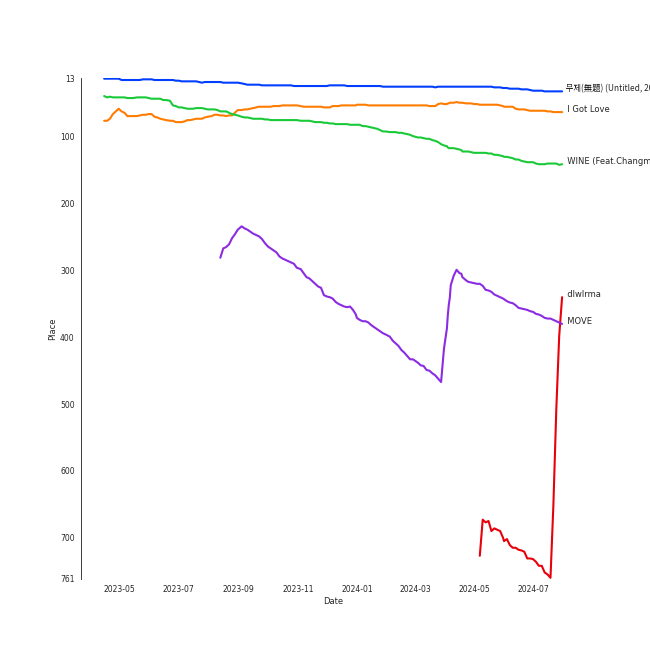 13
100
200
300
400
500
600
700
761
Place
2023-05
2023-07
2023-09
2023-11
2024-01
2024-03
2024-05
2024-07
Date
무제(無題) (Untitled, 20
I Got Love
WINE (Feat.Changm
dlwlrma
MOVE